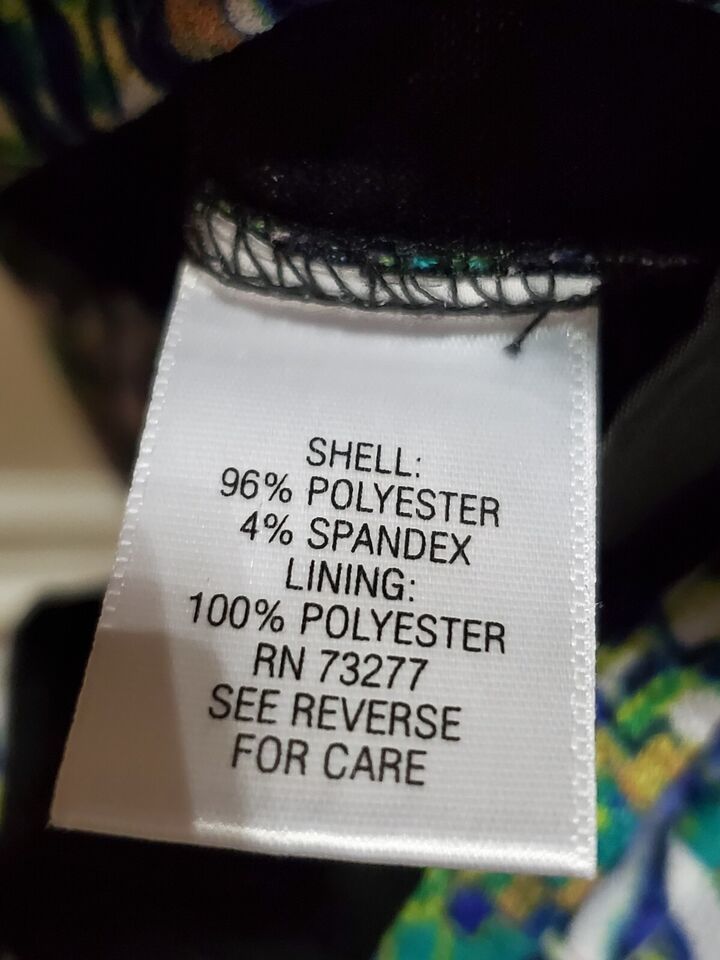 SHELL:
96% POLYESTER
4% SPANDEX
LINING:
100% POLYESTER
RN 73277
SEE REVERSE
FOR CARE